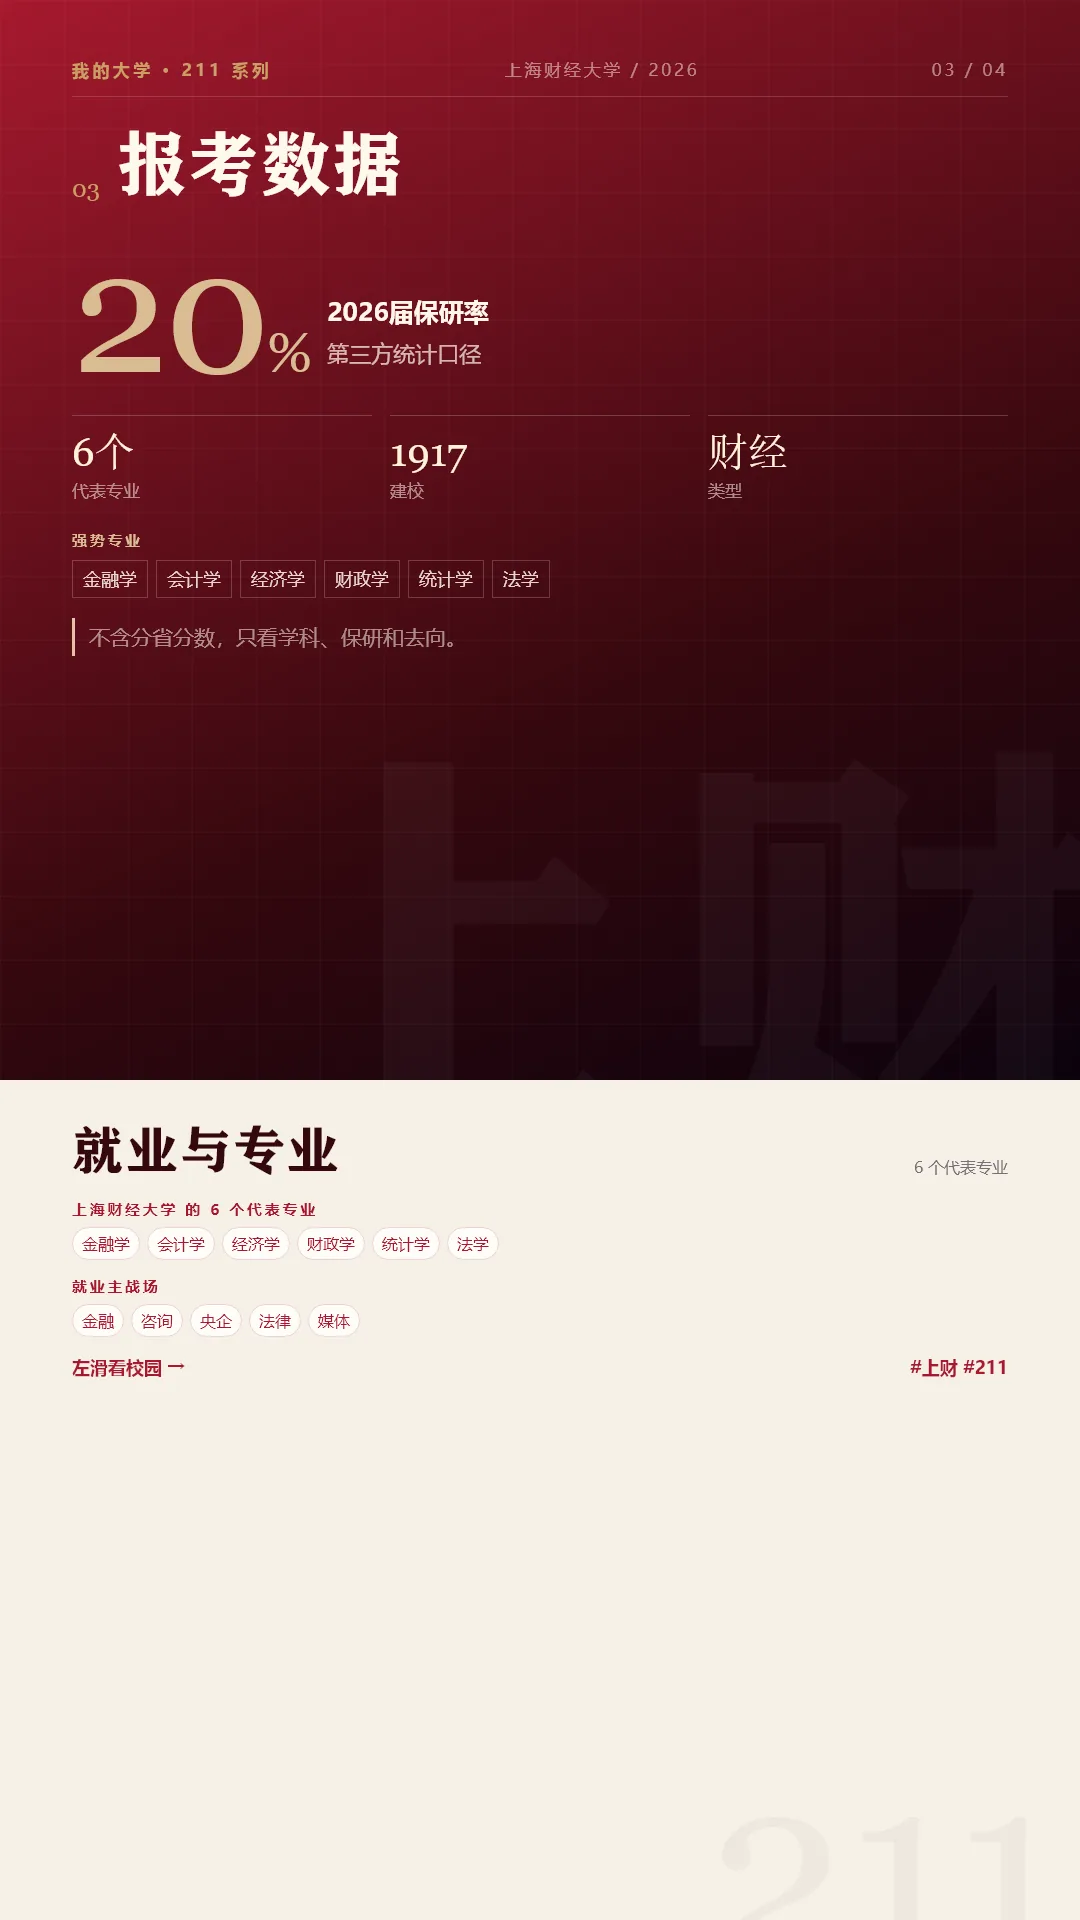 我的大学 · 211 系列
上海财经大学 / 2026
03 / 04
03 报考数据
20%
2026届保研率
第三方统计口径
6个
代表专业
1917
建校
财经
类型
强势专业
金融学 会计学 经济学 财政学 统计学 法学
不含分省分数，只看学科、保研和去向。
上财
就业与专业
6 个代表专业
上海财经大学 的 6 个代表专业
金融学 会计学 经济学 财政学 统计学 法学
就业主战场
金融 咨询 央企 法律 媒体
左滑看校园 →
#上财 #211
211